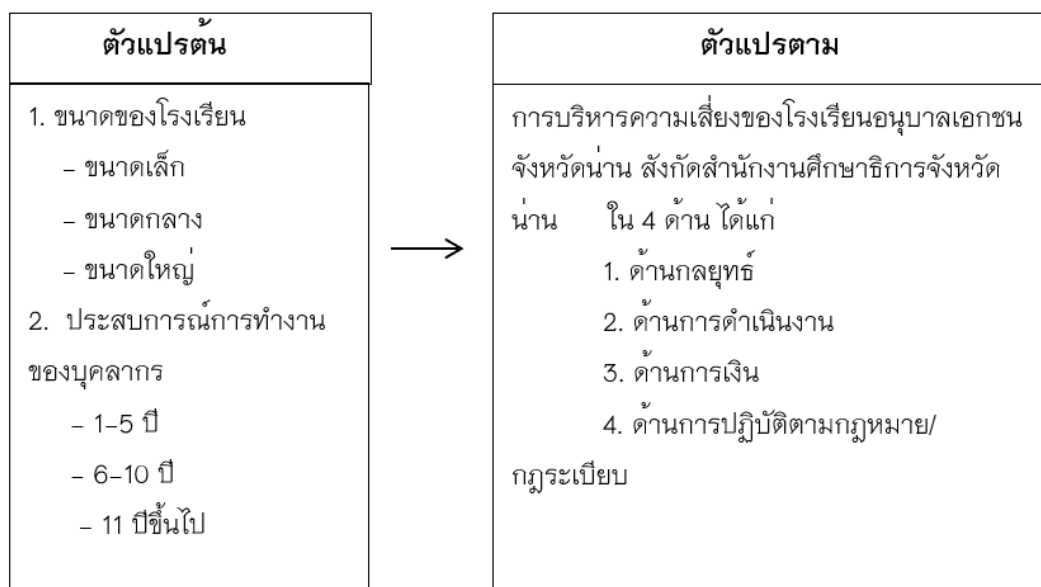 ตัวแปรต้น
1. ขนาดของโรงเรียน
– ขนาดเล็ก
– ขนาดกลาง
– ขนาดใหญ่
2. ประสบการณ์การทำงาน
ของบุคลากร
– 1–5 ปี
– 6–10 ปี
– 11 ปีขึ้นไป
ตัวแปรตาม
การบริหารความเสี่ยงของโรงเรียนอนุบาลเอกชน
จังหวัดน่าน สังกัดสำนักงานศึกษาธิการจังหวัด
น่าน ใน 4 ด้าน ได้แก่
1. ด้านกลยุทธ์
2. ด้านการดำเนินงาน
3. ด้านการเงิน
4. ด้านการปฏิบัติตามกฎหมาย/
กฎระเบียบ